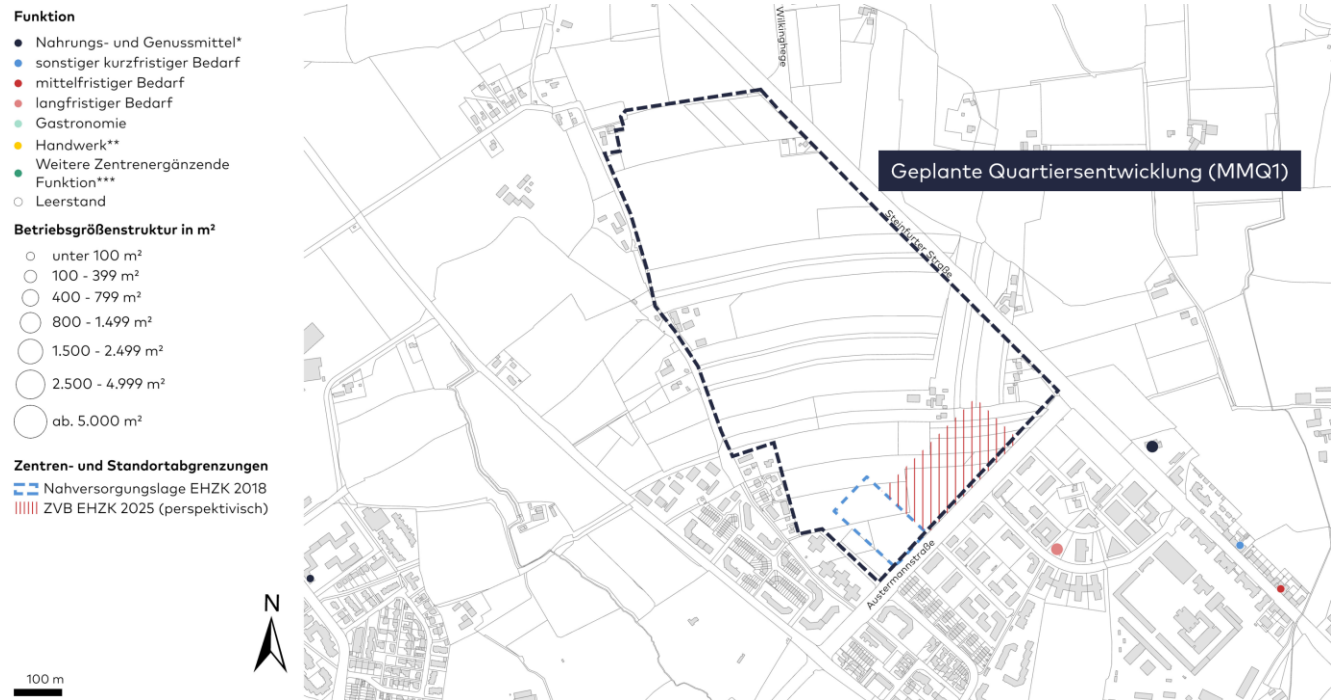 Funktion
Nahrungs- und Genussmittel*
sonstiger kurzfristiger Bedarf
mittelfristiger Bedarf
langfristiger Bedarf
Gastronomie
Handwerk**
Weitere Zentrenergänzende
Funktion***
Leerstand
Betriebsgrößenstruktur in m²
unter 100 m²
100 - 399 m²
400 - 799 m²
800 - 1.499 m²
1.500 - 2.499 m²
2.500 - 4.999 m²
ab. 5.000 m²
Zentren- und Standortabgrenzungen
Nahversorgungslage EHZK 2018
ZVB EHZK 2025 (perspektivisch)
N
100 m
Wilkinghege
Geplante Quartiersentwicklung (MMQ1)
Steinfurter Straße
Austermannstraße